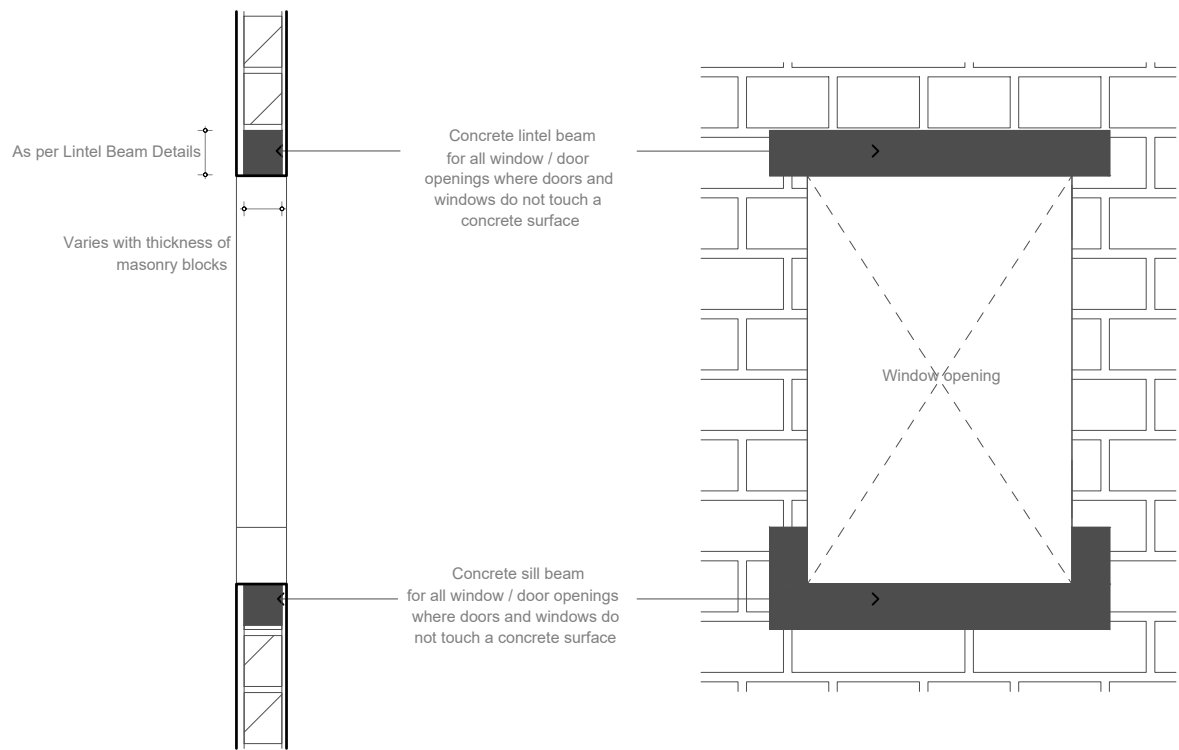 As per Lintel Beam Details
Varies with thickness of
masonry blocks
Concrete lintel beam
for all window / door
openings where doors and
windows do not touch a
concrete surface
Window opening
Concrete sill beam
for all window / door openings
where doors and windows do
not touch a concrete surface